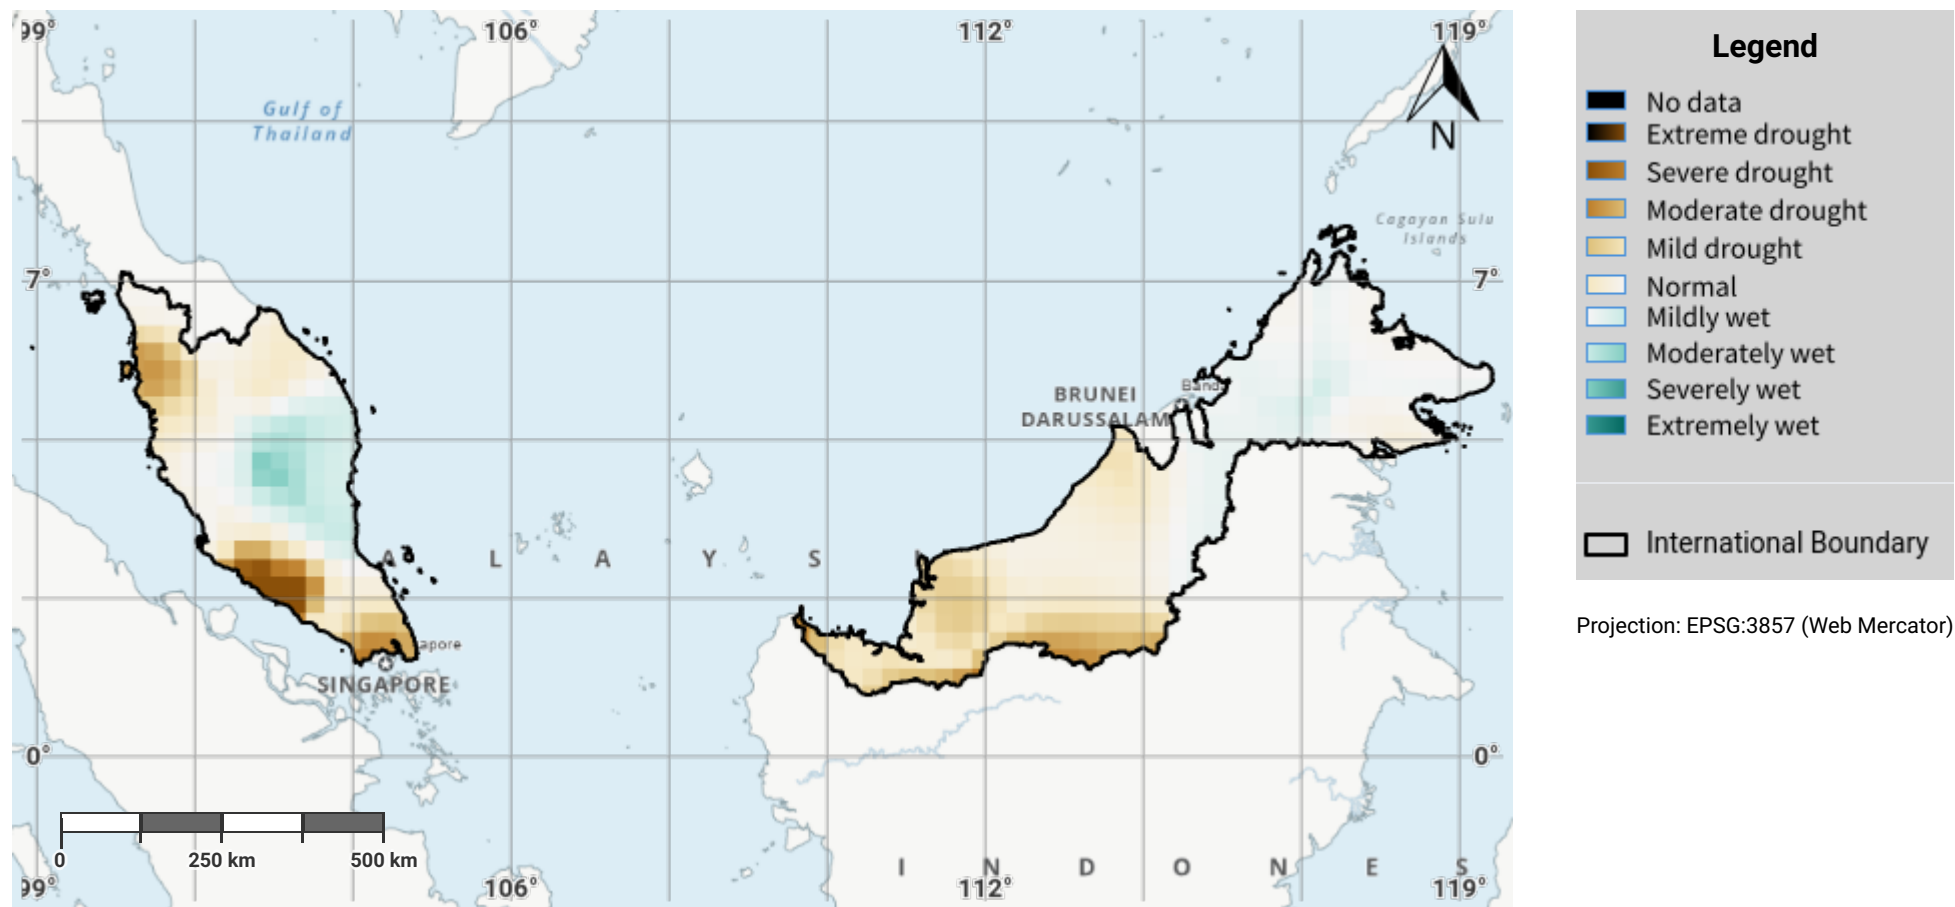 99° 106° 112° 119°
Gulf of
Thailand
N
Cagayan Sulu
Islands
7° 7°
BRUNEI
DARUSSALAM
A L A Y S
apore
SINGAPORE
0° 0°
0 250 km 500 km
I N D O N E S
99° 106° 112° 119°
Legend
No data
Extreme drought
Severe drought
Moderate drought
Mild drought
Normal
Mildly wet
Moderately wet
Severely wet
Extremely wet
International Boundary
Projection: EPSG:3857 (Web Mercator)